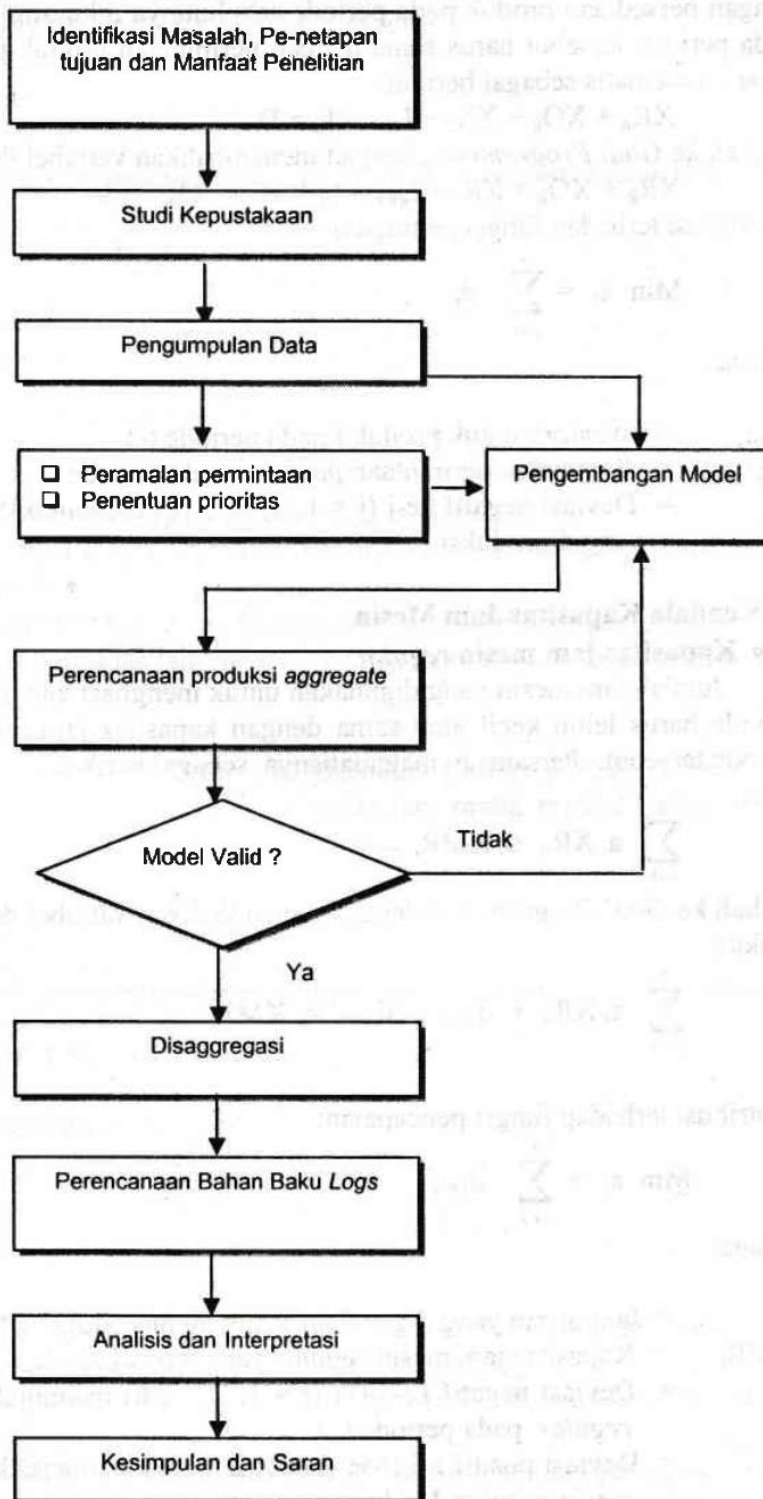 Identifikasi Masalah, Pe-netapan
tujuan dan Manfaat Penelitian
Studi Kepustakaan
Pengumpulan Data
❑ Peramalan permintaan
❑ Penentuan prioritas
Pengembangan Model
Perencanaan produksi aggregate
Model Valid ?
Tidak
Ya
Disaggregasi
Perencanaan Bahan Baku Logs
Analisis dan Interpretasi
Kesimpulan dan Saran